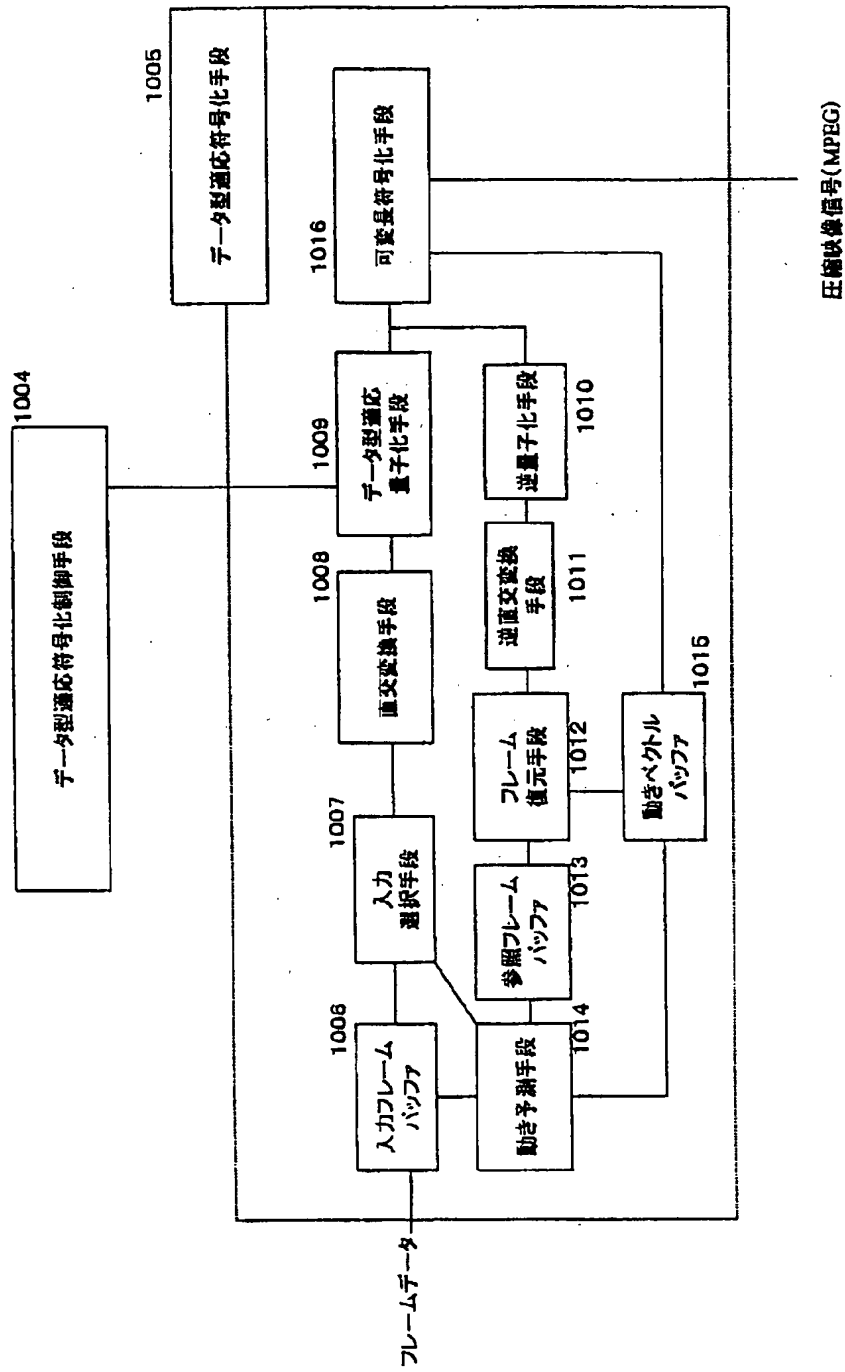 1004
データ型適応符号化制御手段
1005
データ型適応符号化手段
フレームデータ
1006
入力フレーム
バッファ
1007
入力
選択手段
1008
直交変換手段
1009
データ型適応
量子化手段
1016
可変長符号化手段
動き予測手段
1014
参照フレーム
バッファ
1013
フレーム
復元手段
1012
逆直交変換
手段
1011
逆量子化手段
1010
動きベクトル
バッファ
1015
圧縮映像信号(MPEG)